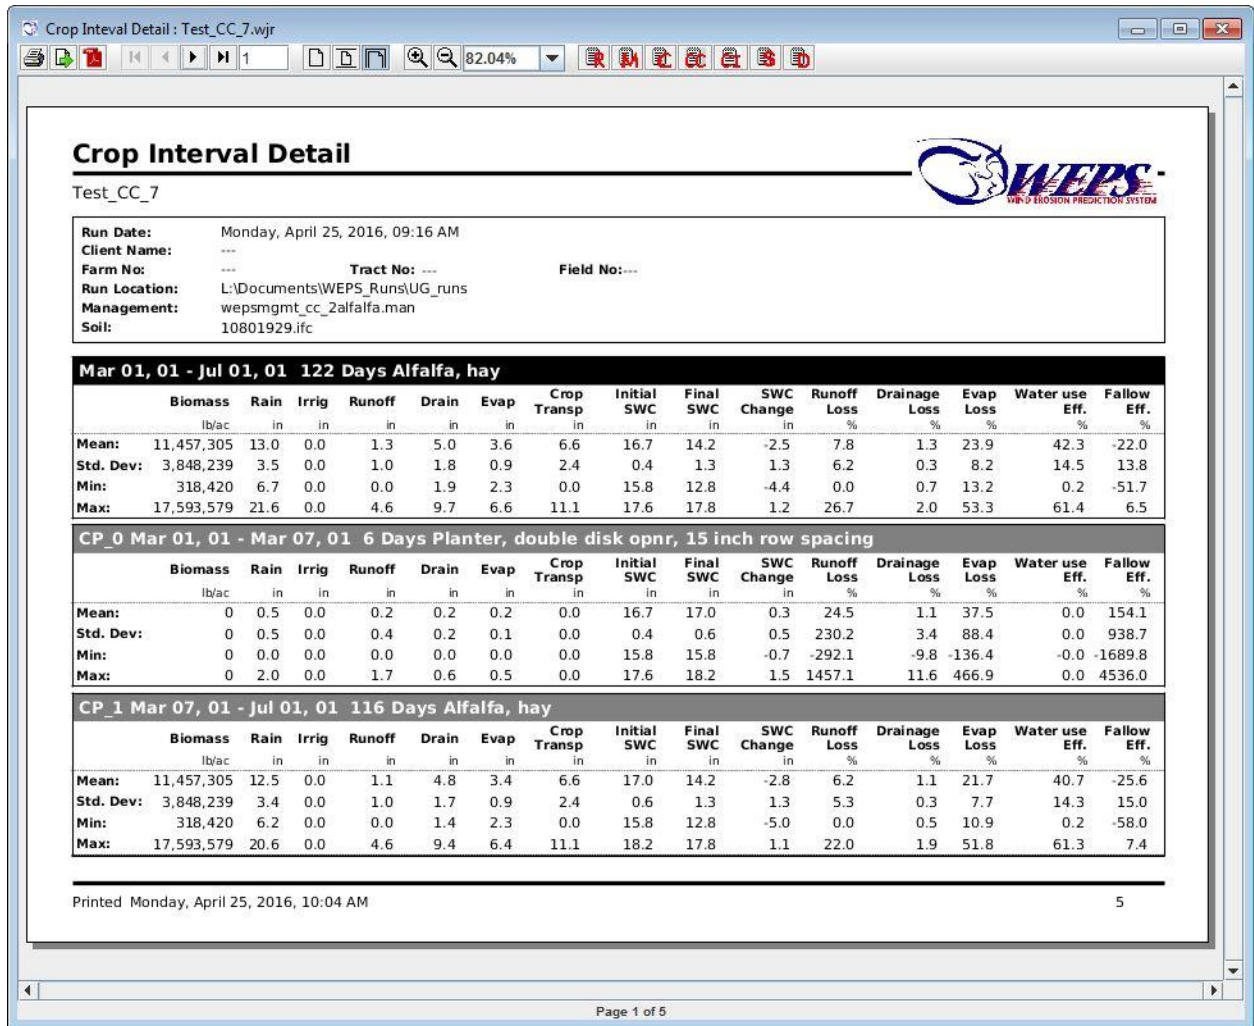 Crop Inteval Detail : Test_CC_7.wjr
1
82.04%
R M C CC CI S D
Crop Interval Detail
WEPS
WIND EROSION PREDICTION SYSTEM
Test_CC_7
Run Date: Monday, April 25, 2016, 09:16 AM
Client Name: ---
Farm No: --- Tract No: --- Field No:---
Run Location: L:\Documents\WEPS_Runs\UG_runs
Management: wepsmgmt_cc_2alfalfa.man
Soil: 10801929.ifc
Mar 01, 01 - Jul 01, 01 122 Days Alfalfa, hay
Biomass Rain Irrig Runoff Drain Evap Crop Transp Initial SWC Final SWC SWC Change Runoff Loss Drainage Loss Evap Loss Water use Eff. Fallow Eff.
lb/ac in in in in in in in in in % % % % %
Mean: 11,457,305 13.0 0.0 1.3 5.0 3.6 6.6 16.7 14.2 -2.5 7.8 1.3 23.9 42.3 -22.0
Std. Dev: 3,848,239 3.5 0.0 1.0 1.8 0.9 2.4 0.4 1.3 1.3 6.2 0.3 8.2 14.5 13.8
Min: 318,420 6.7 0.0 0.0 1.9 2.3 0.0 15.8 12.8 -4.4 0.0 0.7 13.2 0.2 -51.7
Max: 17,593,579 21.6 0.0 4.6 9.7 6.6 11.1 17.6 17.8 1.2 26.7 2.0 53.3 61.4 6.5
CP_0 Mar 01, 01 - Mar 07, 01 6 Days Planter, double disk opnr, 15 inch row spacing
Biomass Rain Irrig Runoff Drain Evap Crop Transp Initial SWC Final SWC SWC Change Runoff Loss Drainage Loss Evap Loss Water use Eff. Fallow Eff.
lb/ac in in in in in in in in in % % % % %
Mean: 0 0.5 0.0 0.2 0.2 0.2 0.0 16.7 17.0 0.3 24.5 1.1 37.5 0.0 154.1
Std. Dev: 0 0.5 0.0 0.4 0.2 0.1 0.0 0.4 0.6 0.5 230.2 3.4 88.4 0.0 938.7
Min: 0 0.0 0.0 0.0 0.0 0.0 0.0 15.8 15.8 -0.7 -292.1 -9.8 -136.4 -0.0 -1689.8
Max: 0 2.0 0.0 1.7 0.6 0.5 0.0 17.6 18.2 1.5 1457.1 11.6 466.9 0.0 4536.0
CP_1 Mar 07, 01 - Jul 01, 01 116 Days Alfalfa, hay
Biomass Rain Irrig Runoff Drain Evap Crop Transp Initial SWC Final SWC SWC Change Runoff Loss Drainage Loss Evap Loss Water use Eff. Fallow Eff.
lb/ac in in in in in in in in in % % % % %
Mean: 11,457,305 12.5 0.0 1.1 4.8 3.4 6.6 17.0 14.2 -2.8 6.2 1.1 21.7 40.7 -25.6
Std. Dev: 3,848,239 3.4 0.0 1.0 1.7 0.9 2.4 0.6 1.3 1.3 5.3 0.3 7.7 14.3 15.0
Min: 318,420 6.2 0.0 0.0 1.4 2.3 0.0 15.8 12.8 -5.0 0.0 0.5 10.9 0.2 -58.0
Max: 17,593,579 20.6 0.0 4.6 9.4 6.4 11.1 18.2 17.8 1.1 22.0 1.9 51.8 61.3 7.4
Printed Monday, April 25, 2016, 10:04 AM 5
Page 1 of 5